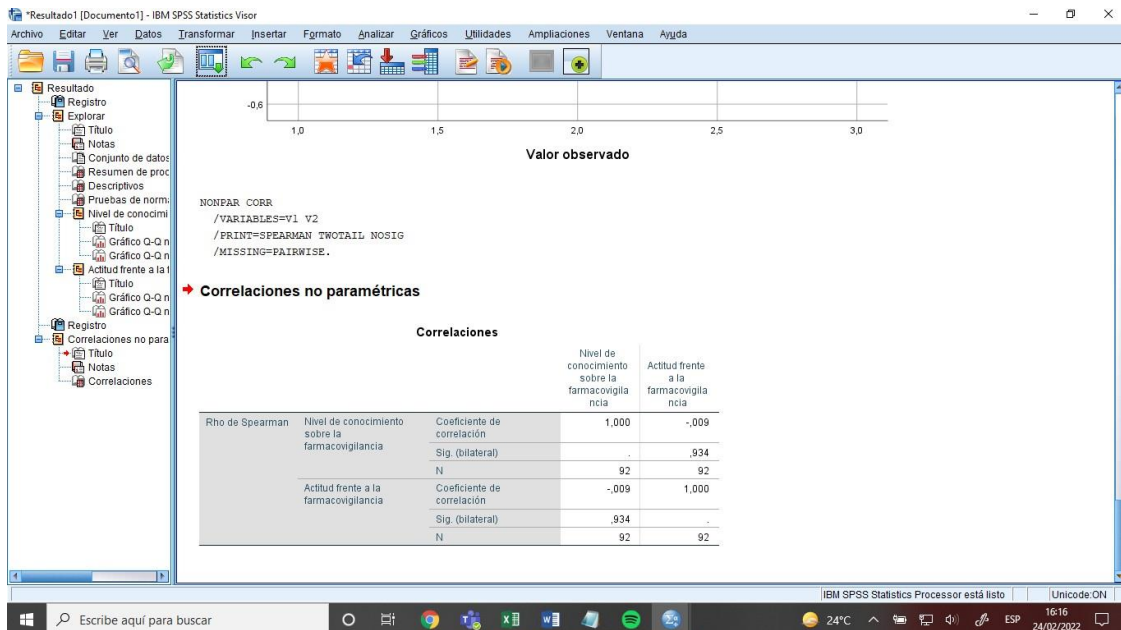 *Resultado1 [Documento1] - IBM SPSS Statistics Visor
Archivo Editar Ver Datos Transformar Insertar Formato Analizar Gráficos Utilidades Ampliaciones Ventana Ayuda
Resultado
Registro
Explorar
Título
Notas
Conjunto de datos
Resumen de proc
Descriptivos
Pruebas de norm
Nivel de conocimi
Título
Gráfico Q-Q n
Gráfico Q-Q n
Actitud frente a la f
Título
Gráfico Q-Q n
Gráfico Q-Q n
Registro
Correlaciones no para
Título
Notas
Correlaciones
-0,6
1,0 1,5 2,0 2,5 3,0
Valor observado
NONPAR CORR
/VARIABLES=V1 V2
/PRINT=SPEARMAN TWOTAIL NOSIG
/MISSING=PAIRWISE.
Correlaciones no paramétricas
Correlaciones
Nivel de
conocimiento
sobre la
farmacovigila
ncia
Actitud frente
a la
farmacovigila
ncia
Rho de Spearman
Nivel de conocimiento
sobre la
farmacovigilancia
Coeficiente de
correlación
1,000 -,009
Sig. (bilateral) . ,934
N 92 92
Actitud frente a la
farmacovigilancia
Coeficiente de
correlación
-,009 1,000
Sig. (bilateral) ,934 .
N 92 92
IBM SPSS Statistics Processor está listo Unicode:ON
Escribe aquí para buscar
24°C
ESP
16:16
24/02/2022